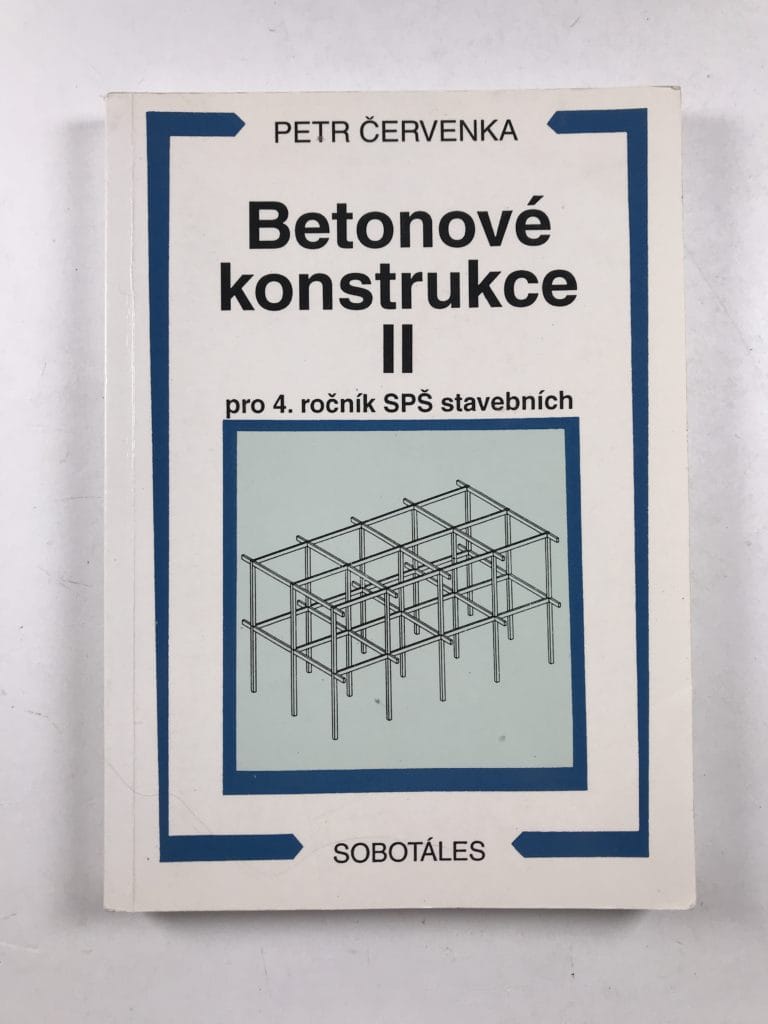 PETR ČERVENKA
Betonové
konstrukce
II
pro 4. ročník SPŠ stavebních
SOBOTÁLES